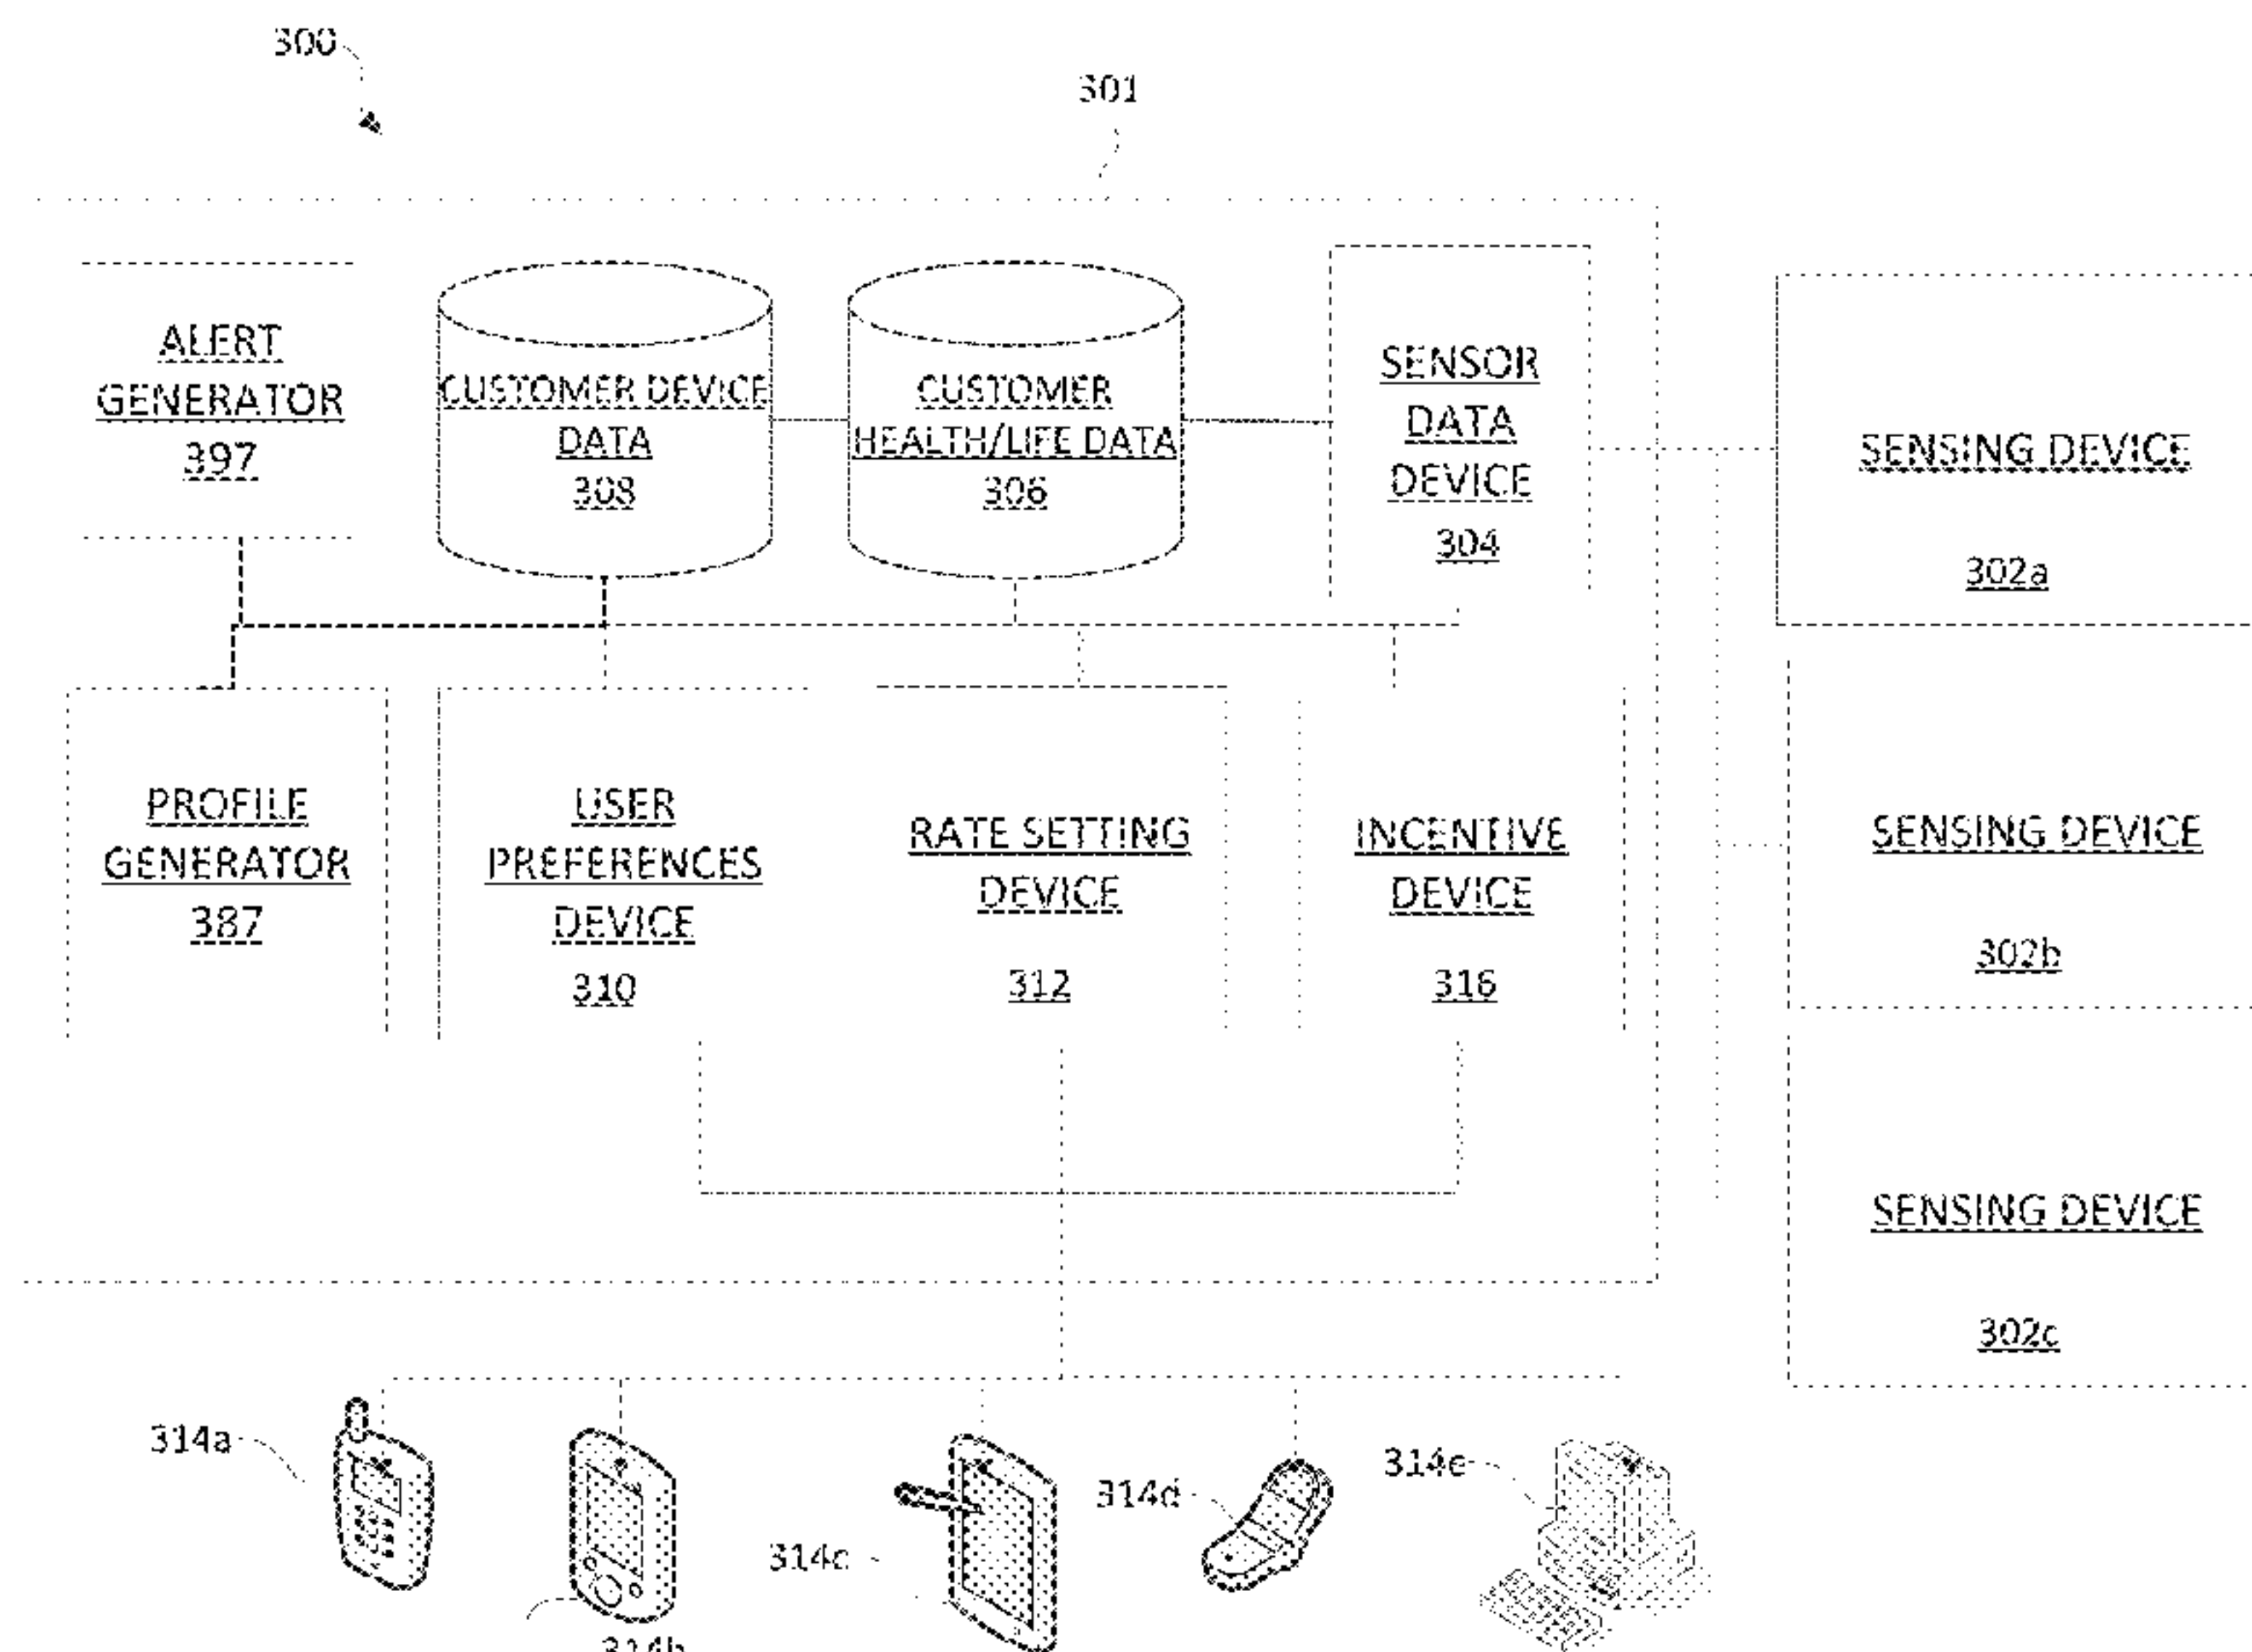 300
301
ALERT
GENERATOR
397
CUSTOMER DEVICE
DATA
308
CUSTOMER
HEALTH/LIFE DATA
306
SENSOR
DATA
DEVICE
304
SENSING DEVICE
302a
PROFILE
GENERATOR
387
USER
PREFERENCES
DEVICE
310
RATE SETTING
DEVICE
312
INCENTIVE
DEVICE
316
SENSING DEVICE
302b
SENSING DEVICE
302c
314a
314b
314c
314d
314e